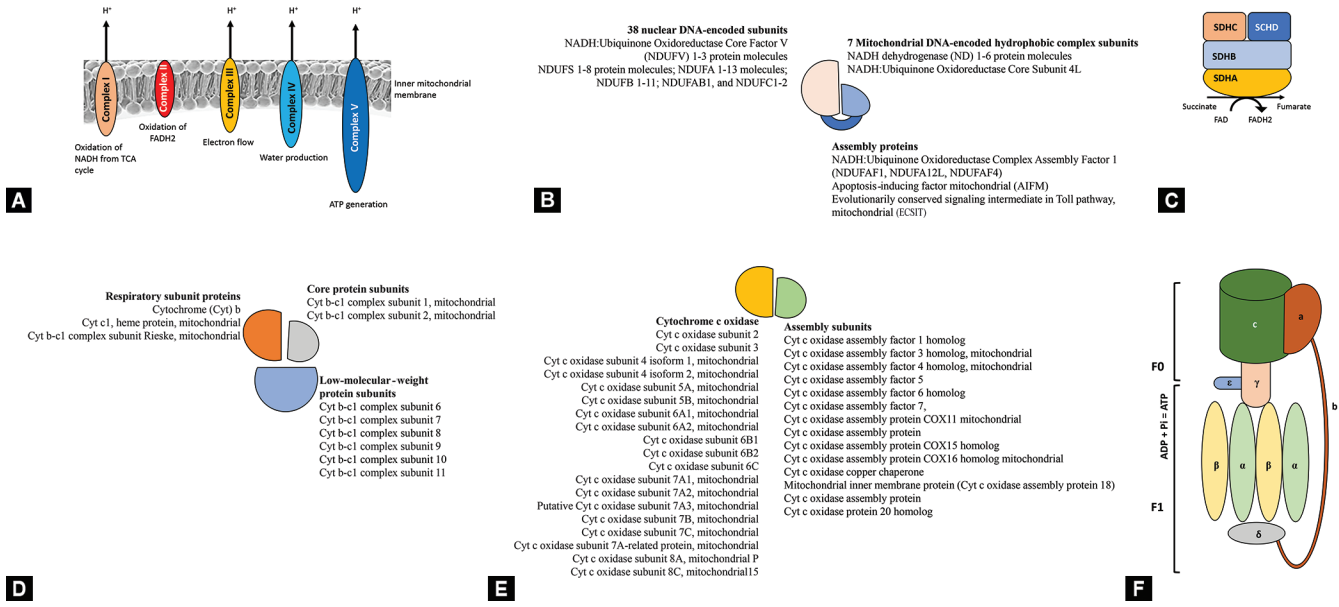 H+
H+
H+
H+
H+
Complex I
Complex II
Complex III
Complex IV
Complex V
Inner mitochondrial
membrane
Oxidation of
NADH from TCA
cycle
Oxidation of
FADH2
Electron flow
Water production
ATP generation
A
38 nuclear DNA-encoded subunits
NADH:Ubiquinone Oxidoreductase Core Factor V
(NDUFV) 1-3 protein molecules
NDUFS 1-8 protein molecules; NDUFA 1-13 molecules;
NDUFB 1-11; NDUFAB1, and NDUFC1-2
7 Mitochondrial DNA-encoded hydrophobic complex subunits
NADH dehydrogenase (ND) 1-6 protein molecules
NADH:Ubiquinone Oxidoreductase Core Subunit 4L
Assembly proteins
NADH:Ubiquinone Oxidoreductase Complex Assembly Factor 1
(NDUFAF1, NDUFA12L, NDUFAF4)
Apoptosis-inducing factor mitochondrial (AIFM)
Evolutionarily conserved signaling intermediate in Toll pathway,
mitochondrial (ECSIT)
B
SDHC
SCHD
SDHB
SDHA
Succinate
Fumarate
FAD
FADH2
C
Respiratory subunit proteins
Cytochrome (Cyt) b
Cyt c1, heme protein, mitochondrial
Cyt b-c1 complex subunit Rieske, mitochondrial
Core protein subunits
Cyt b-c1 complex subunit 1, mitochondrial
Cyt b-c1 complex subunit 2, mitochondrial
Low-molecular-weight
protein subunits
Cyt b-c1 complex subunit 6
Cyt b-c1 complex subunit 7
Cyt b-c1 complex subunit 8
Cyt b-c1 complex subunit 9
Cyt b-c1 complex subunit 10
Cyt b-c1 complex subunit 11
D
Cytochrome c oxidase
Cyt c oxidase subunit 2
Cyt c oxidase subunit 3
Cyt c oxidase subunit 4 isoform 1, mitochondrial
Cyt c oxidase subunit 4 isoform 2, mitochondrial
Cyt c oxidase subunit 5A, mitochondrial
Cyt c oxidase subunit 5B, mitochondrial
Cyt c oxidase subunit 6A1, mitochondrial
Cyt c oxidase subunit 6A2, mitochondrial
Cyt c oxidase subunit 6B1
Cyt c oxidase subunit 6B2
Cyt c oxidase subunit 6C
Cyt c oxidase subunit 7A1, mitochondrial
Cyt c oxidase subunit 7A2, mitochondrial
Putative Cyt c oxidase subunit 7A3, mitochondrial
Cyt c oxidase subunit 7B, mitochondrial
Cyt c oxidase subunit 7C, mitochondrial
Cyt c oxidase subunit 7A-related protein, mitochondrial
Cyt c oxidase subunit 8A, mitochondrial P
Cyt c oxidase subunit 8C, mitochondrial15
Assembly subunits
Cyt c oxidase assembly factor 1 homolog
Cyt c oxidase assembly factor 3 homolog, mitochondrial
Cyt c oxidase assembly factor 4 homolog, mitochondrial
Cyt c oxidase assembly factor 5
Cyt c oxidase assembly factor 6 homolog
Cyt c oxidase assembly factor 7,
Cyt c oxidase assembly protein COX11 mitochondrial
Cyt c oxidase assembly protein
Cyt c oxidase assembly protein COX15 homolog
Cyt c oxidase assembly protein COX16 homolog mitochondrial
Cyt c oxidase copper chaperone
Mitochondrial inner membrane protein (Cyt c oxidase assembly protein 18)
Cyt c oxidase assembly protein
Cyt c oxidase protein 20 homolog
E
F0
F1
ADP + Pi = ATP
c
a
ε
γ
b
β
α
β
α
δ
F